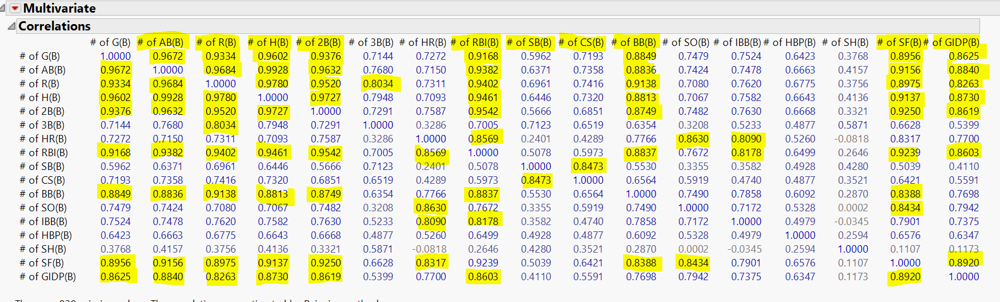 Multivariate
Correlations
# of G(B) # of AB(B) # of R(B) # of H(B) # of 2B(B) # of 3B(B) # of HR(B) # of RBI(B) # of SB(B) # of CS(B) # of BB(B) # of SO(B) # of IBB(B) # of HBP(B) # of SH(B) # of SF(B) # of GIDP(B)
# of G(B) 1.0000 0.9672 0.9334 0.9602 0.9376 0.7144 0.7272 0.9168 0.5962 0.7193 0.8849 0.7479 0.7524 0.6423 0.3768 0.8956 0.8625
# of AB(B) 0.9672 1.0000 0.9684 0.9928 0.9632 0.7680 0.7150 0.9382 0.6371 0.7358 0.8836 0.7424 0.7478 0.6663 0.4157 0.9156 0.8840
# of R(B) 0.9334 0.9684 1.0000 0.9780 0.9520 0.8034 0.7311 0.9402 0.6961 0.7416 0.9138 0.7080 0.7620 0.6775 0.3756 0.8975 0.8263
# of H(B) 0.9602 0.9928 0.9780 1.0000 0.9727 0.7948 0.7093 0.9461 0.6446 0.7320 0.8813 0.7067 0.7582 0.6643 0.4136 0.9137 0.8730
# of 2B(B) 0.9376 0.9632 0.9520 0.9727 1.0000 0.7291 0.7587 0.9542 0.5666 0.6851 0.8749 0.7482 0.7630 0.6668 0.3321 0.9250 0.8619
# of 3B(B) 0.7144 0.7680 0.8034 0.7948 0.7291 1.0000 0.3286 0.7005 0.7123 0.6519 0.6354 0.3208 0.5233 0.4877 0.5871 0.6628 0.5399
# of HR(B) 0.7272 0.7150 0.7311 0.7093 0.7587 0.3286 1.0000 0.8569 0.2401 0.4289 0.7766 0.8630 0.8090 0.5260 -0.0818 0.8317 0.7700
# of RBI(B) 0.9168 0.9382 0.9402 0.9461 0.9542 0.7005 0.8569 1.0000 0.5078 0.5973 0.8837 0.7672 0.8178 0.6499 0.2646 0.9239 0.8603
# of SB(B) 0.5962 0.6371 0.6961 0.6446 0.5666 0.7123 0.2401 0.5078 1.0000 0.8473 0.5530 0.3355 0.3582 0.4928 0.4280 0.5039 0.4110
# of CS(B) 0.7193 0.7358 0.7416 0.7320 0.6851 0.6519 0.4289 0.5973 0.8473 1.0000 0.6564 0.5919 0.4740 0.4877 0.3521 0.6421 0.5591
# of BB(B) 0.8849 0.8836 0.9138 0.8813 0.8749 0.6354 0.7766 0.8837 0.5530 0.6564 1.0000 0.7490 0.7858 0.6092 0.2870 0.8388 0.7698
# of SO(B) 0.7479 0.7424 0.7080 0.7067 0.7482 0.3208 0.8630 0.7672 0.3355 0.5919 0.7490 1.0000 0.7172 0.5328 0.0002 0.8434 0.7942
# of IBB(B) 0.7524 0.7478 0.7620 0.7582 0.7630 0.5233 0.8090 0.8178 0.3582 0.4740 0.7858 0.7172 1.0000 0.4979 -0.0345 0.7901 0.7375
# of HBP(B) 0.6423 0.6663 0.6775 0.6643 0.6668 0.4877 0.5260 0.6499 0.4928 0.4877 0.6092 0.5328 0.4979 1.0000 0.2594 0.6576 0.6347
# of SH(B) 0.3768 0.4157 0.3756 0.4136 0.3321 0.5871 -0.0818 0.2646 0.4280 0.3521 0.2870 0.0002 -0.0345 0.2594 1.0000 0.1107 0.1173
# of SF(B) 0.8956 0.9156 0.8975 0.9137 0.9250 0.6628 0.8317 0.9239 0.5039 0.6421 0.8388 0.8434 0.7901 0.6576 0.1107 1.0000 0.8920
# of GIDP(B) 0.8625 0.8840 0.8263 0.8730 0.8619 0.5399 0.7700 0.8603 0.4110 0.5591 0.7698 0.7942 0.7375 0.6347 0.1173 0.8920 1.0000